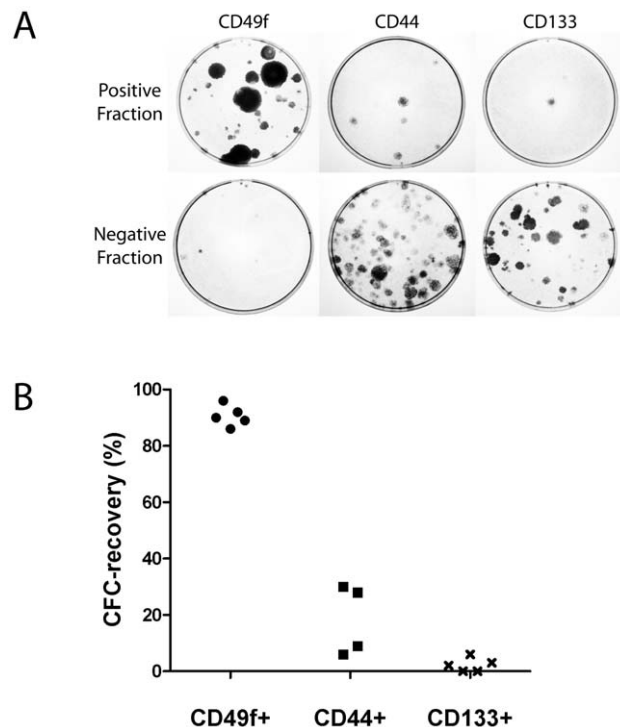 A
CD49f
CD44
CD133
Positive
Fraction
Negative
Fraction
B
CFC-recovery (%)
100
80
60
40
20
0
CD49f+
CD44+
CD133+